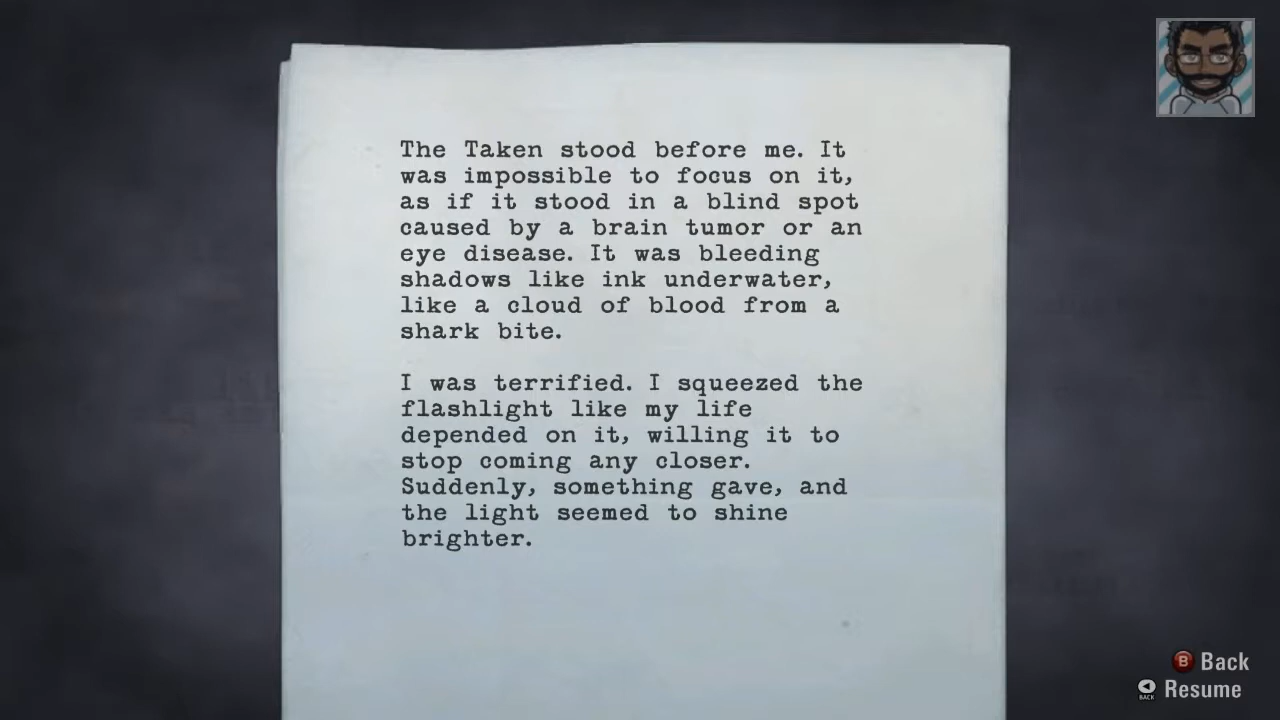 The Taken stood before me. It
was impossible to focus on it,
as if it stood in a blind spot
caused by a brain tumor or an
eye disease. It was bleeding
shadows like ink underwater,
like a cloud of blood from a
shark bite.
I was terrified. I squeezed the
flashlight like my life
depended on it, willing it to
stop coming any closer.
Suddenly, something gave, and
the light seemed to shine
brighter.
B Back
BACK Resume